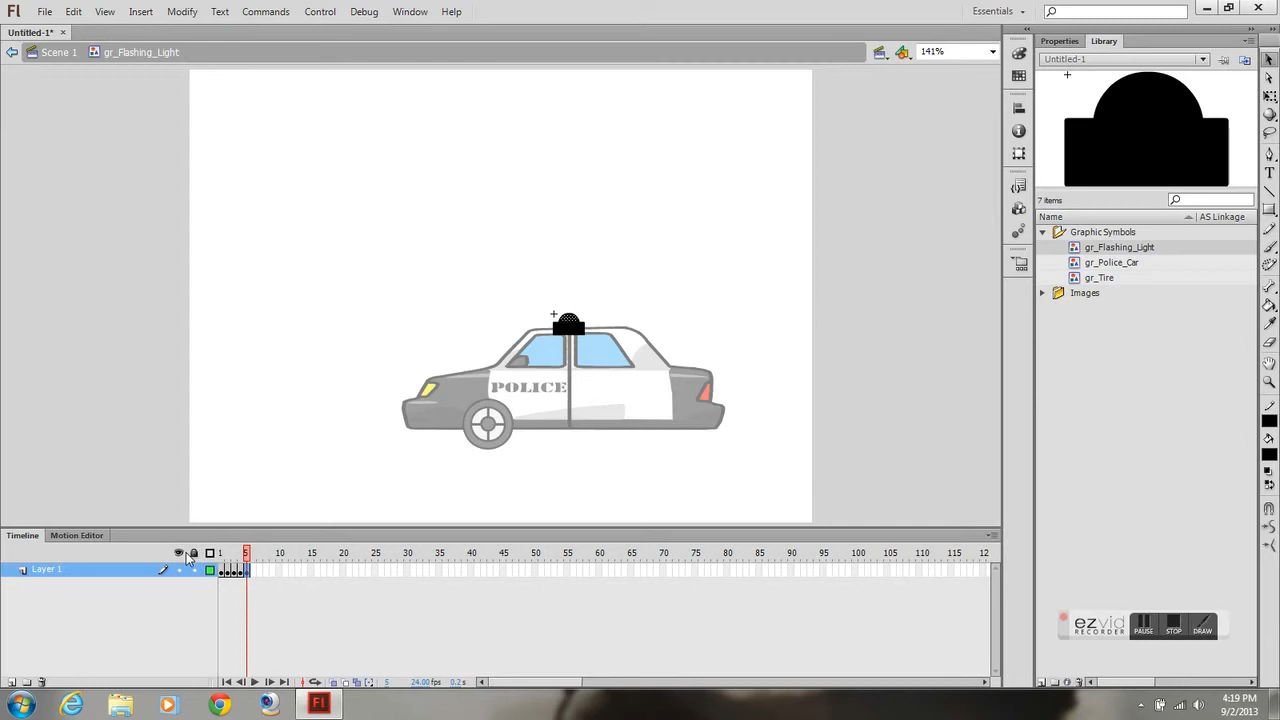 Fl File Edit View Insert Modify Text Commands Control Debug Window Help Essentials
Untitled-1* ×
Scene 1 gr_Flashing_Light 141%
Properties Library
Untitled-1
7 items
Name AS Linkage
Graphic Symbols
gr_Flashing_Light
gr_Police_Car
gr_Tire
Images
POLICE
Timeline Motion Editor
1 5 10 15 20 25 30 35 40 45 50 55 60 65 70 75 80 85 90 95 100 105 110 115 12
Layer 1
ezvid
RECORDER
PAUSE STOP DRAW
5 24.00fps 0.2s
Fl
4:19 PM
9/2/2013